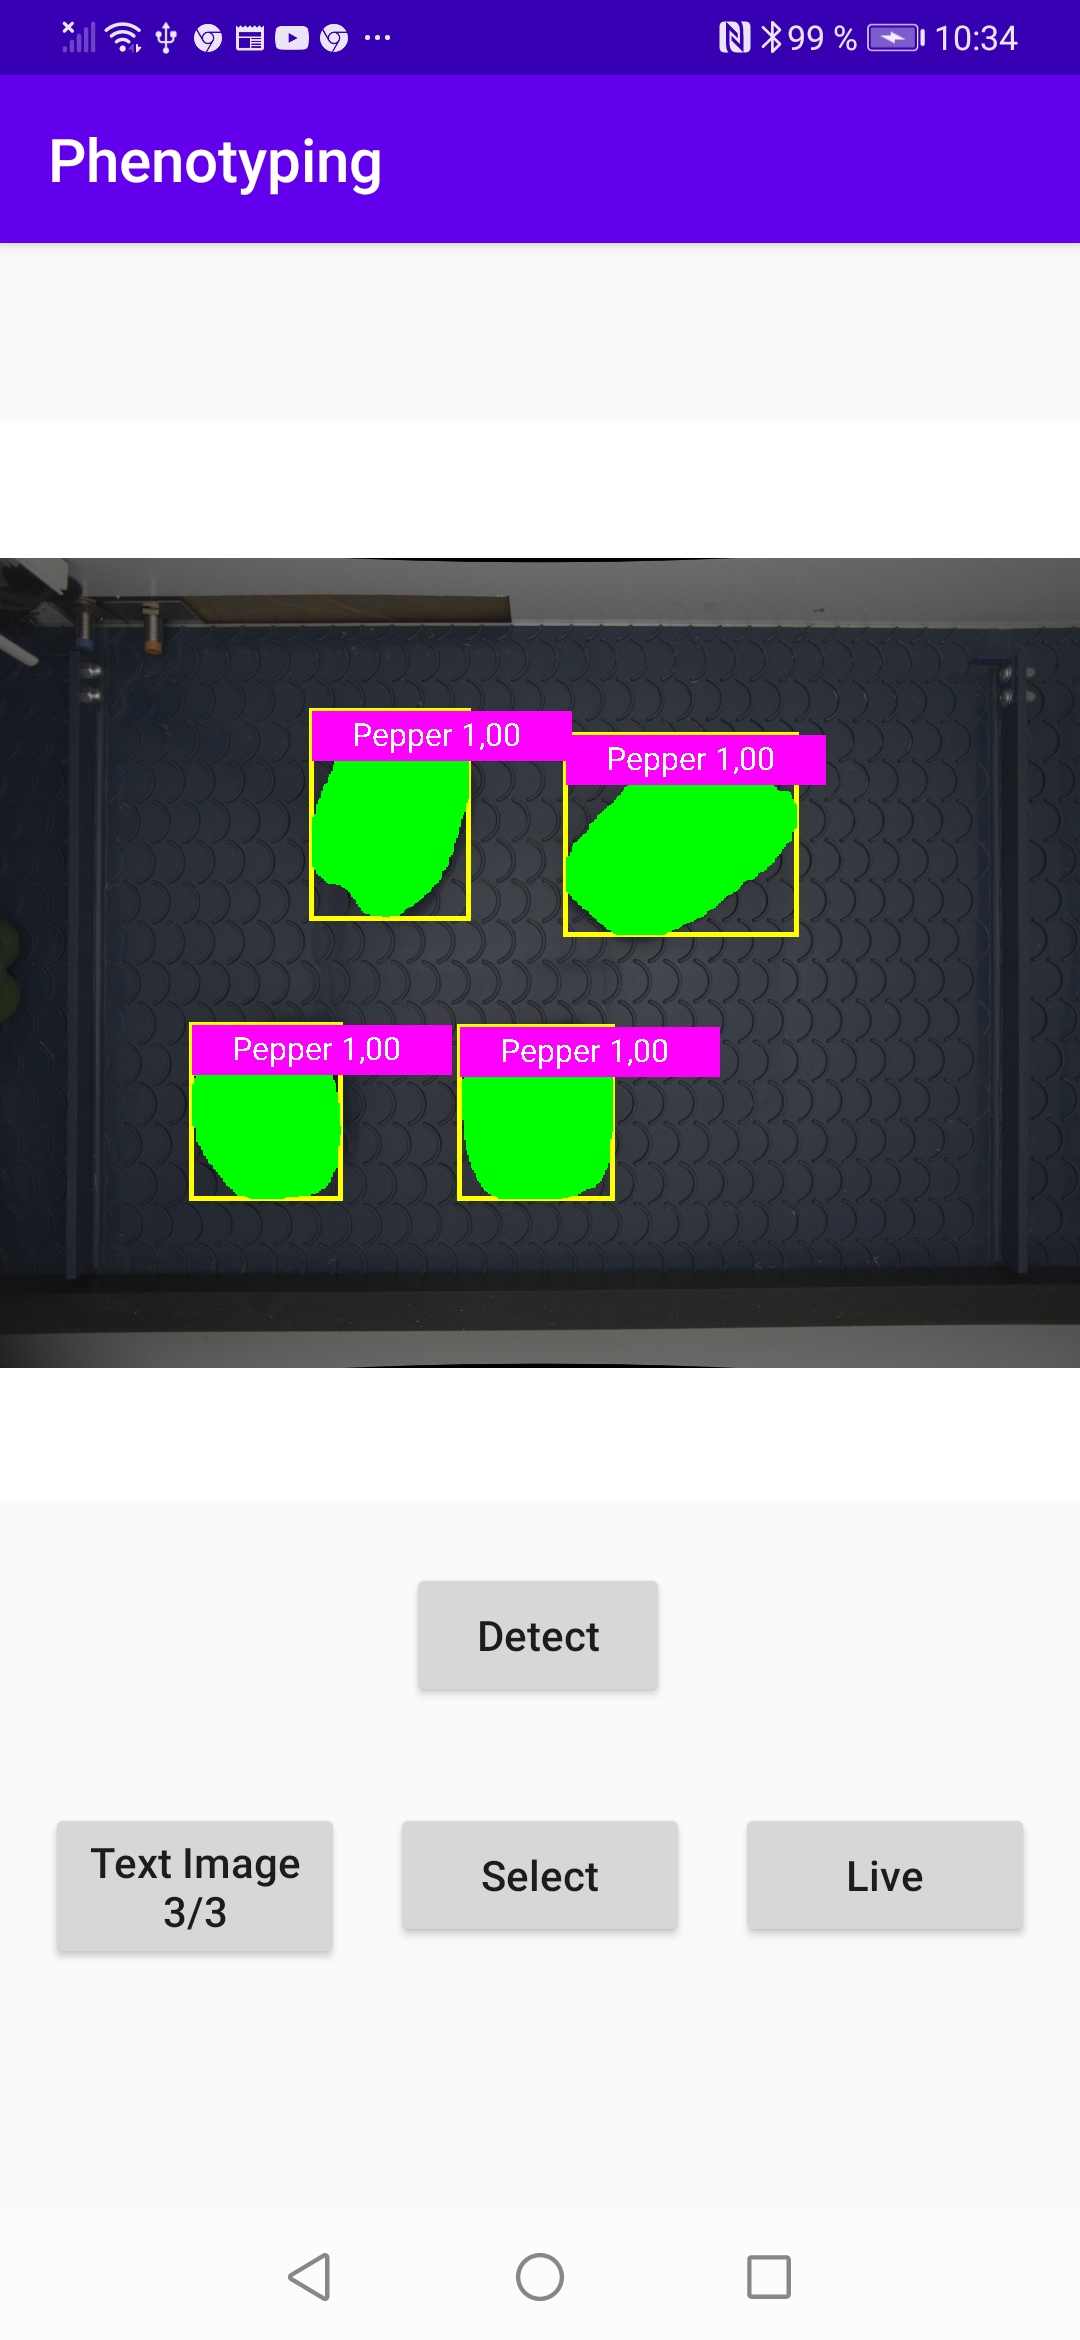 99 % 10:34
Phenotyping
Pepper 1,00
Pepper 1,00
Pepper 1,00
Pepper 1,00
Detect
Text Image
3/3
Select
Live